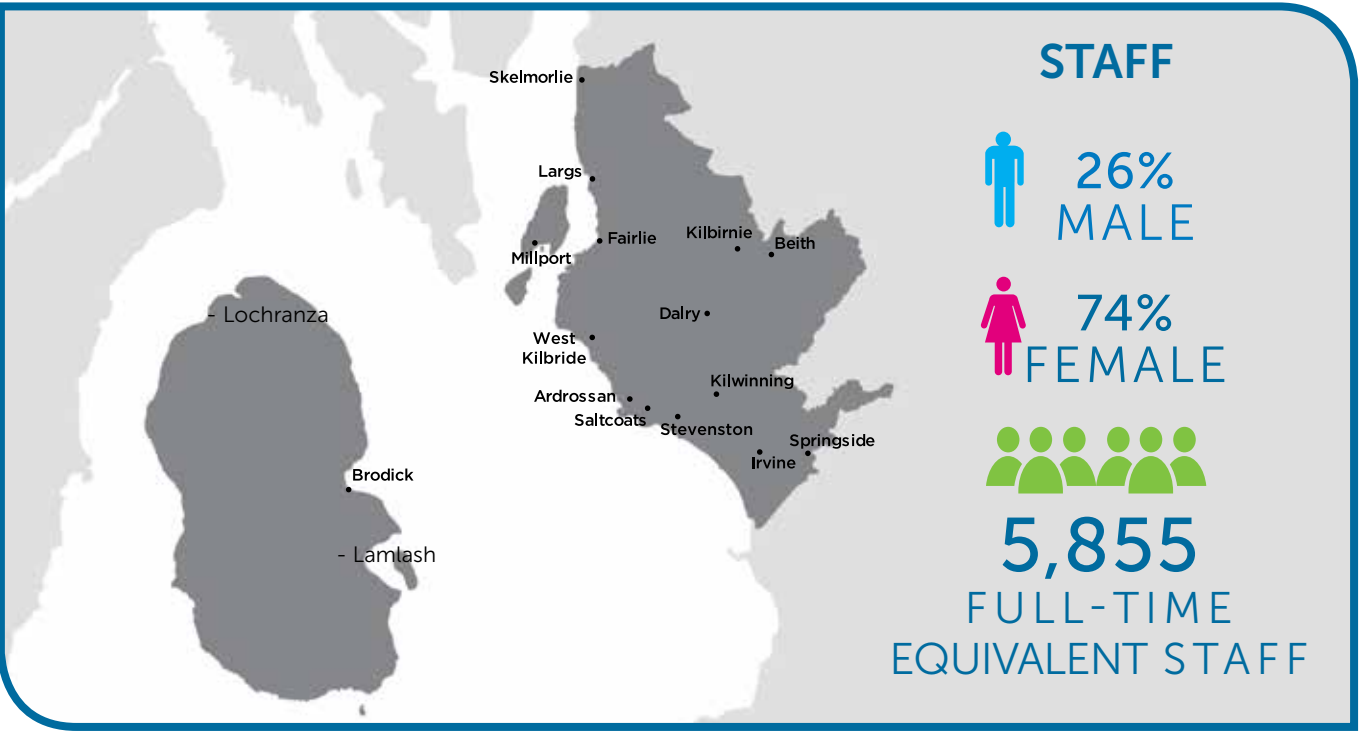 Skelmorlie
Largs
Fairlie
Kilbirnie
Beith
Millport
Dalry
- Lochranza
West
Kilbride
Kilwinning
Ardrossan
Saltcoats
Stevenston
Springside
Irvine
Brodick
- Lamlash
STAFF
26%
MALE
74%
FEMALE
5,855
FULL-TIME
EQUIVALENT STAFF